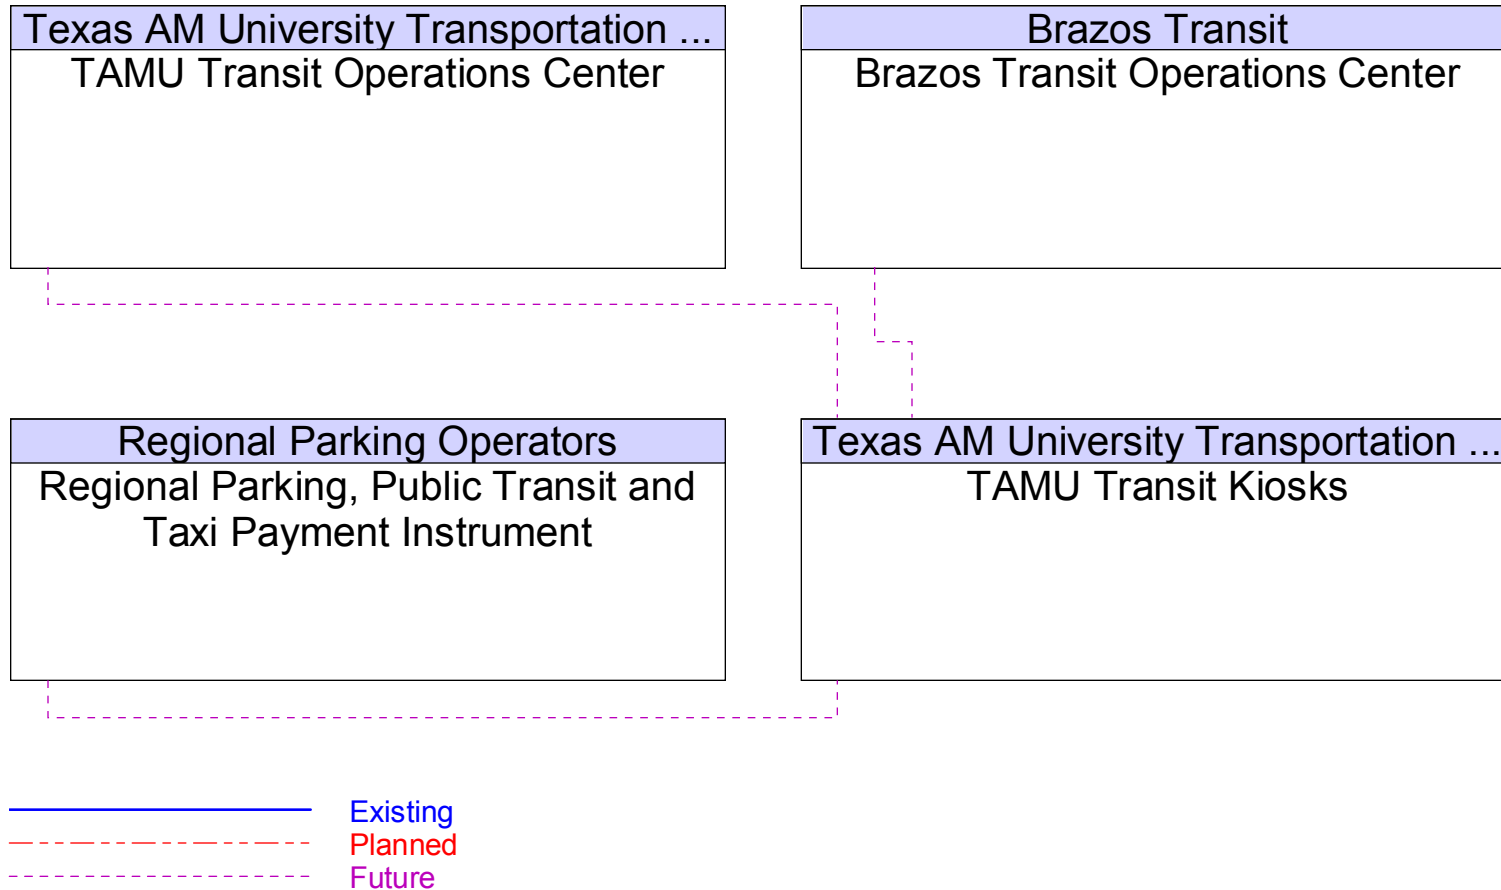 Texas AM University Transportation ...
TAMU Transit Operations Center
Brazos Transit
Brazos Transit Operations Center
Regional Parking Operators
Regional Parking, Public Transit and
Taxi Payment Instrument
Texas AM University Transportation ...
TAMU Transit Kiosks
Existing
Planned
Future